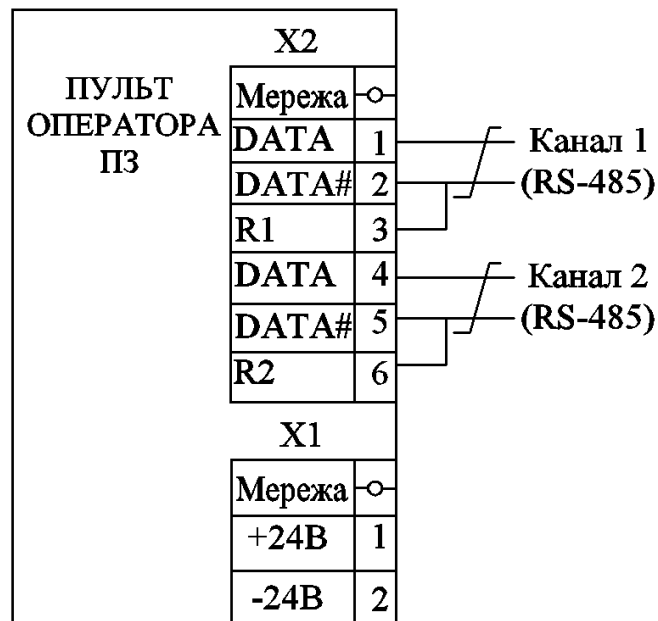 X2
ПУЛЬТ
ОПЕРАТОРА
ПЗ
Мережа
DATA 1
DATA# 2
R1 3
DATA 4
DATA# 5
R2 6
Канал 1
(RS-485)
Канал 2
(RS-485)
X1
Мережа
+24В 1
-24В 2